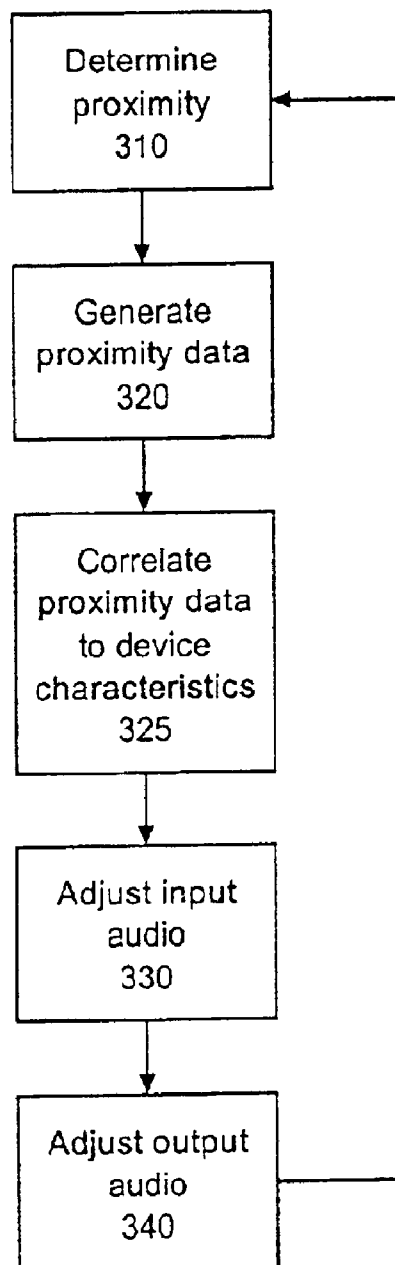 Determine
proximity
310
Generate
proximity data
320
Correlate
proximity data
to device
characteristics
325
Adjust input
audio
330
Adjust output
audio
340